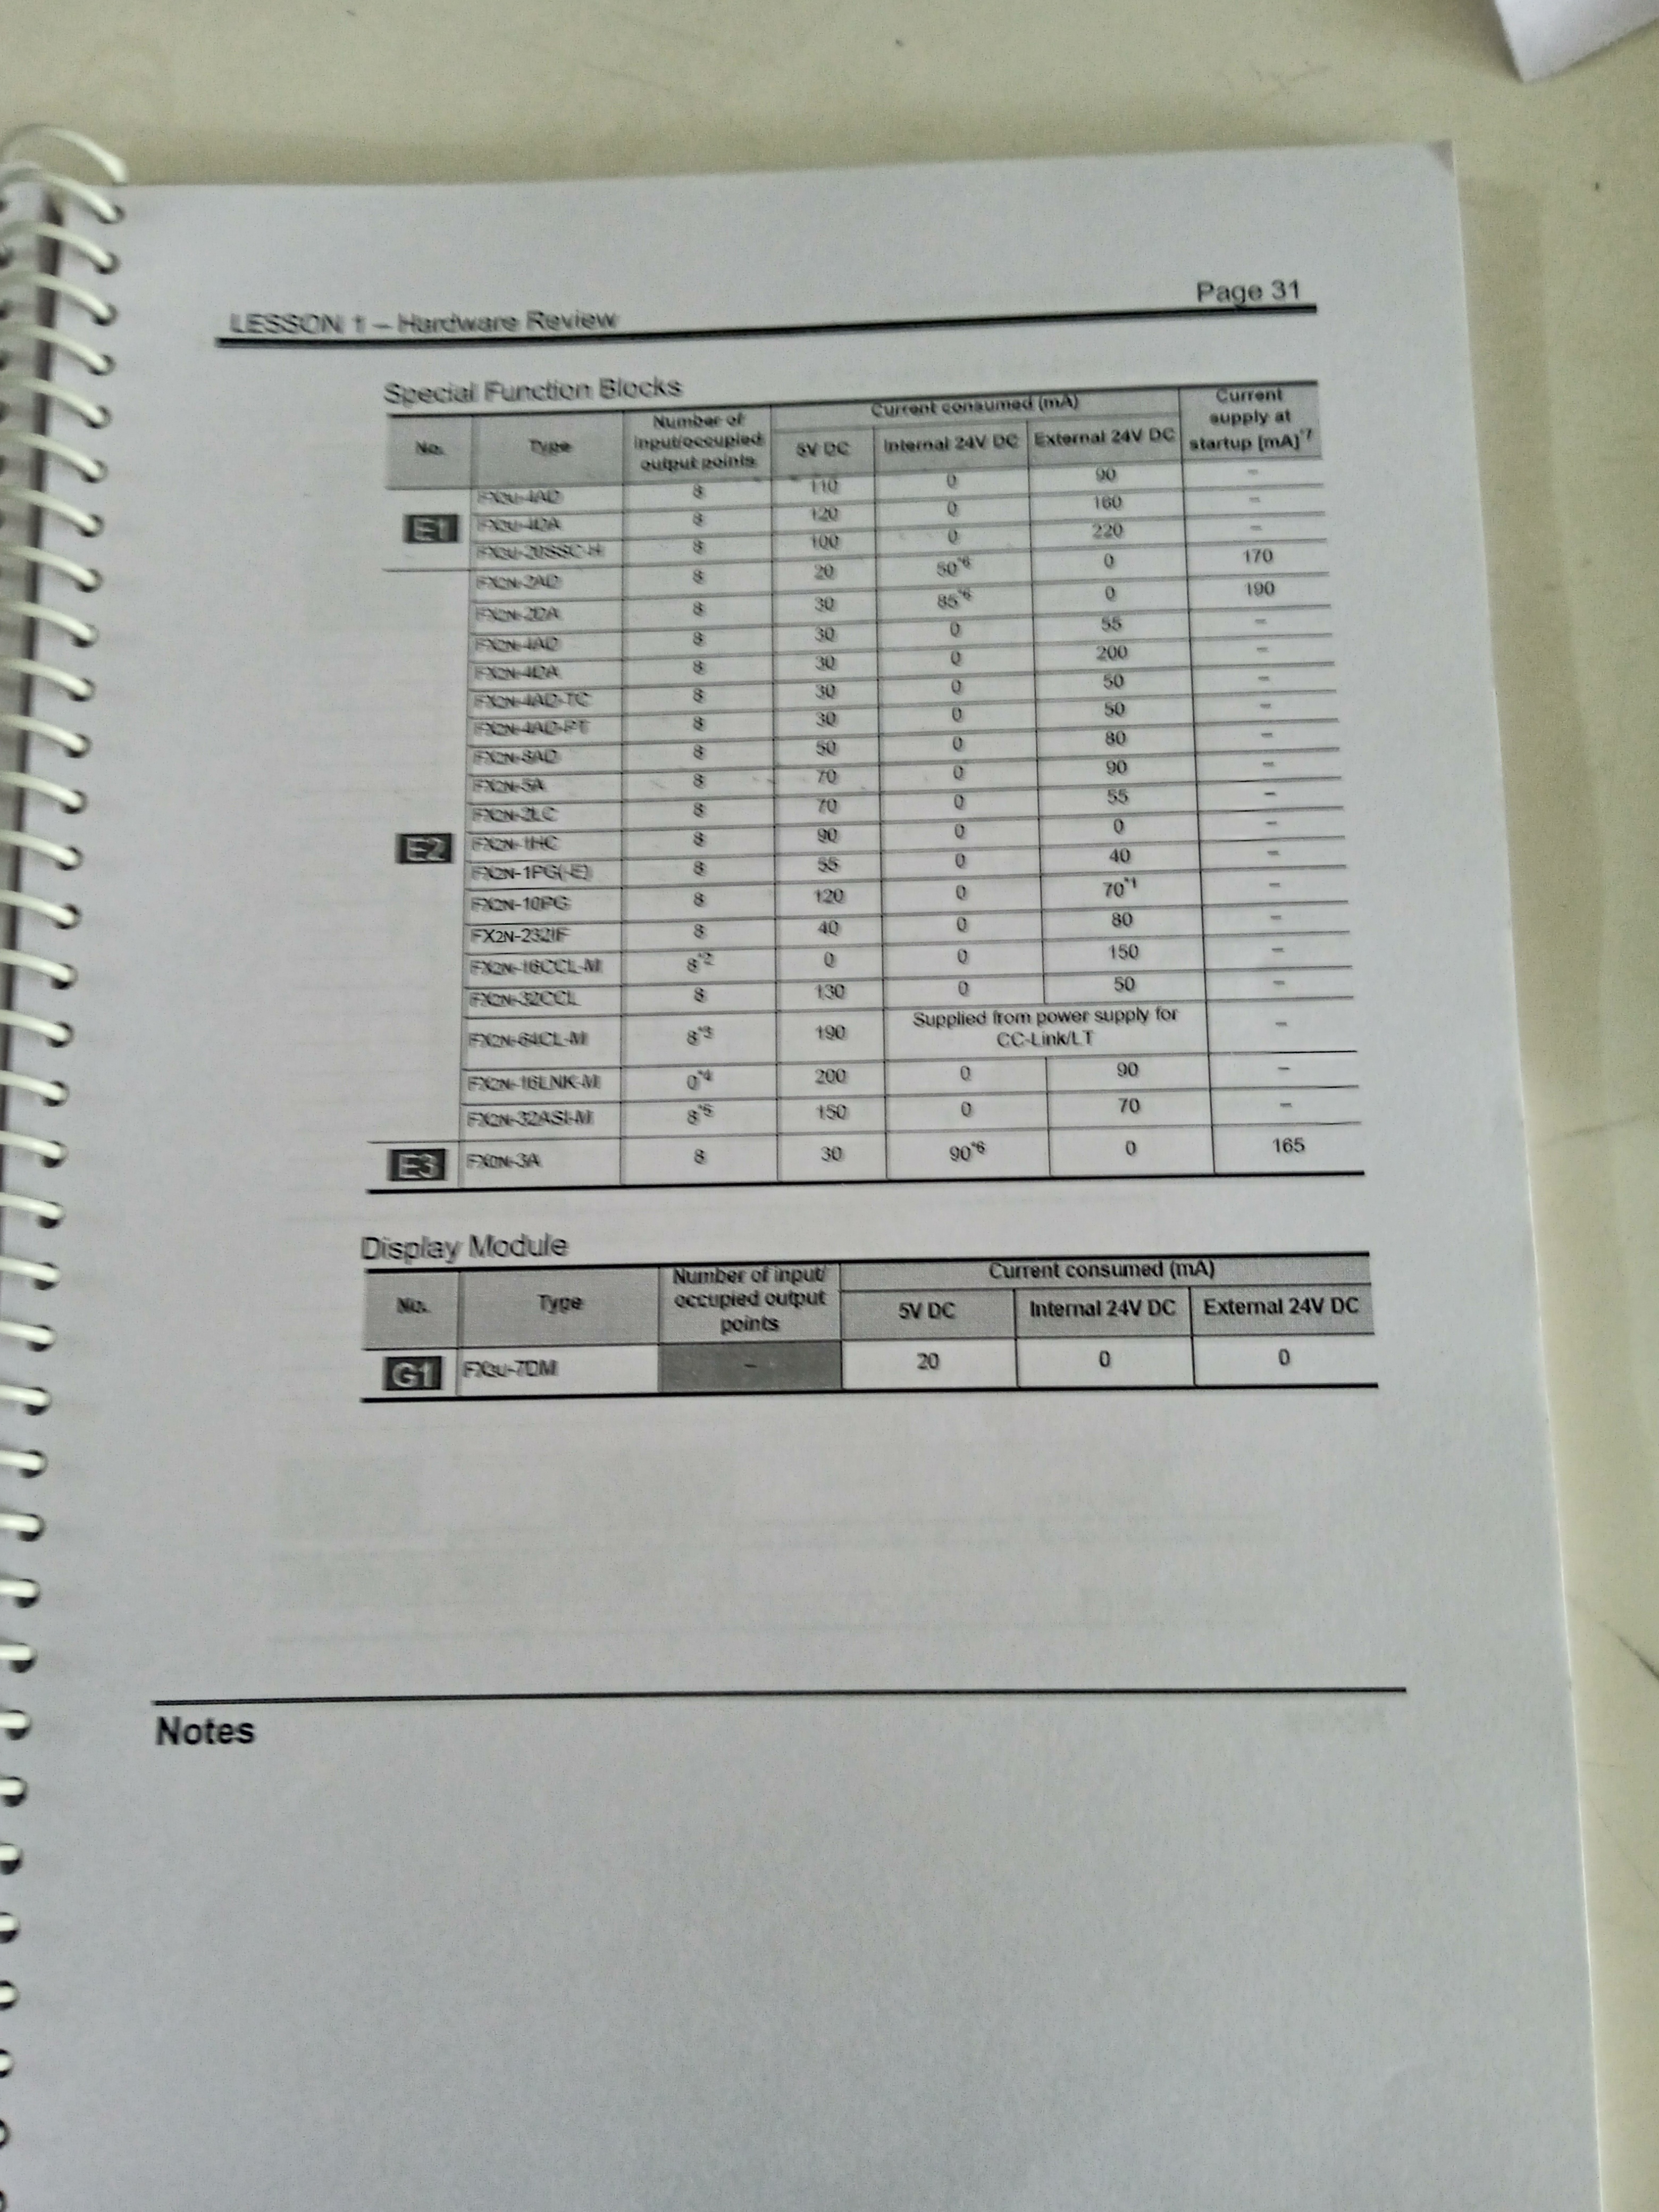 Page 31
LESSON 1 – Hardware Review
Special Function Blocks
No. Type Number of input/occupied output points Current consumed (mA) Current supply at startup [mA]*7
5V DC Internal 24V DC External 24V DC
E1
FX3U-4AD 8 110 0 90 –
FX3U-4DA 8 120 0 160 –
FX3U-20SSC-H 8 100 0 220 –
E2
FX2N-2AD 8 20 50*6 0 170
FX2N-2DA 8 30 85*6 0 190
FX2N-4AD 8 30 0 55 –
FX2N-4DA 8 30 0 200 –
FX2N-4AD-TC 8 30 0 50 –
FX2N-4AD-PT 8 30 0 50 –
FX2N-8AD 8 50 0 80 –
FX2N-5A 8 70 0 90 –
FX2N-2LC 8 70 0 55 –
FX2N-1HC 8 90 0 0 –
FX2N-1PG(-E) 8 55 0 40 –
FX2N-10PG 8 120 0 70*1 –
FX2N-232IF 8 40 0 80 –
FX2N-16CCL-M 8*2 0 0 150 –
FX2N-32CCL 8 130 0 50 –
FX2N-64CL-M 8*3 190 Supplied from power supply for CC-Link/LT –
FX2N-16LNK-M 0*4 200 0 90 –
FX2N-32ASI-M 8*5 150 0 70 –
E3 FX0N-3A 8 30 90*6 0 165
Display Module
No. Type Number of input/ occupied output points Current consumed (mA)
5V DC Internal 24V DC External 24V DC
G1 FX3U-7DM – 20 0 0
Notes